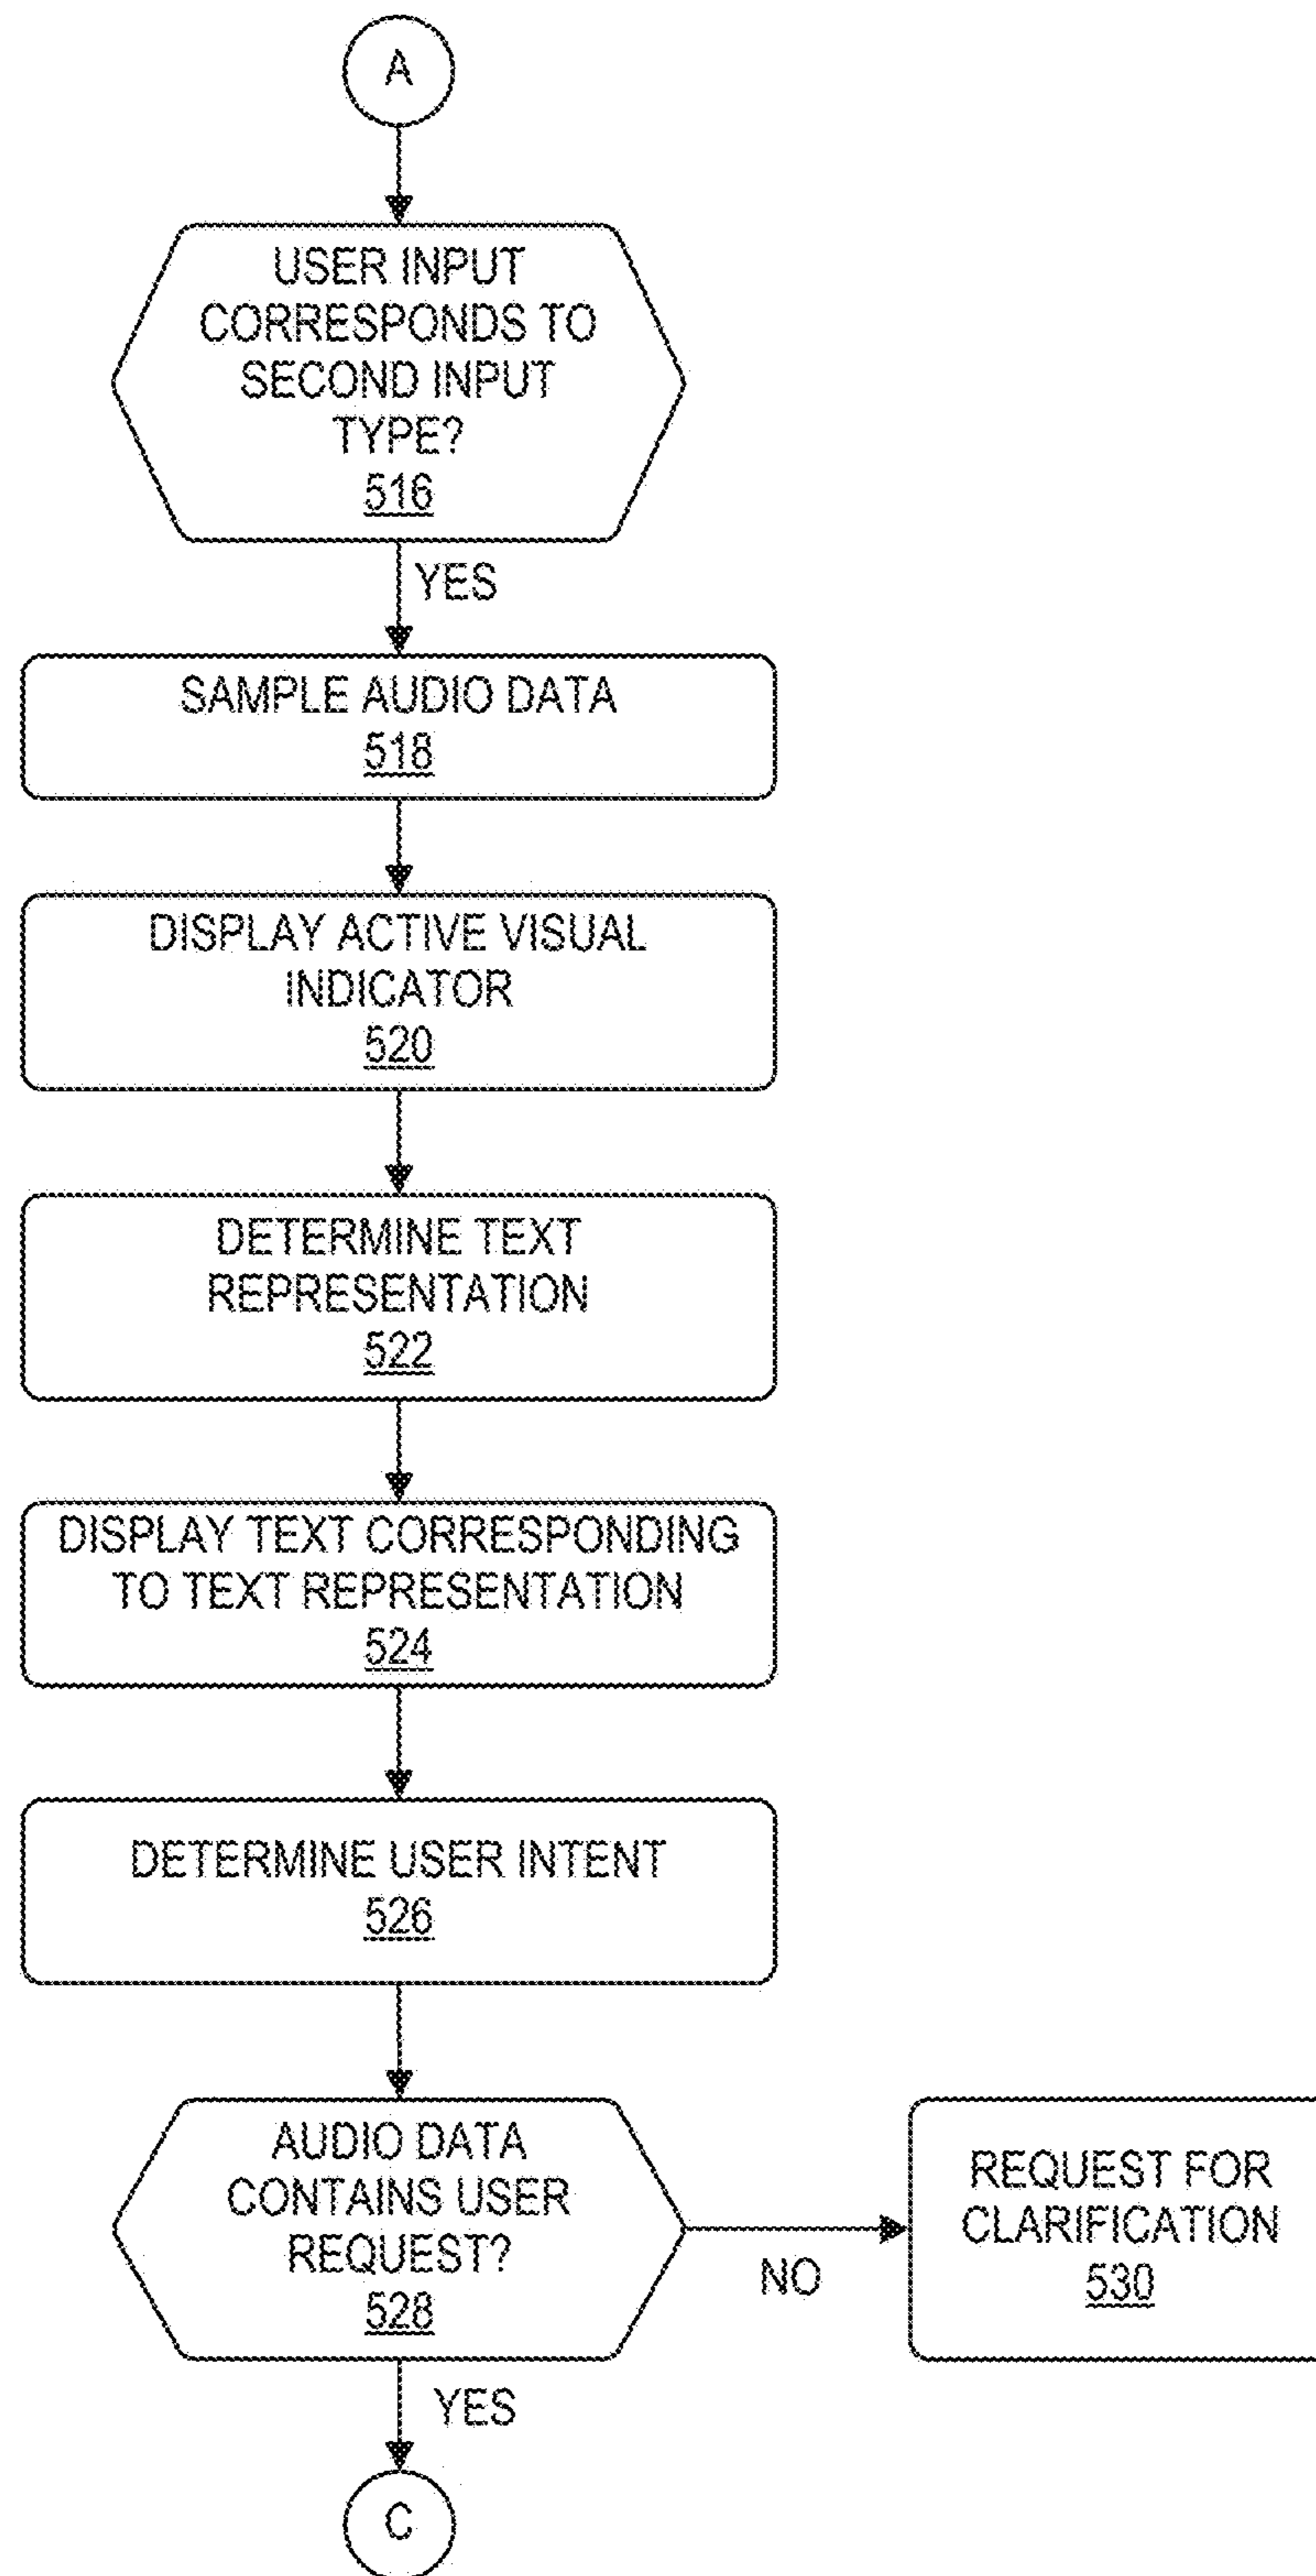 A
USER INPUT
CORRESPONDS TO
SECOND INPUT
TYPE?
516
YES
SAMPLE AUDIO DATA
518
DISPLAY ACTIVE VISUAL
INDICATOR
520
DETERMINE TEXT
REPRESENTATION
522
DISPLAY TEXT CORRESPONDING
TO TEXT REPRESENTATION
524
DETERMINE USER INTENT
526
AUDIO DATA
CONTAINS USER
REQUEST?
528
NO
REQUEST FOR
CLARIFICATION
530
YES
C